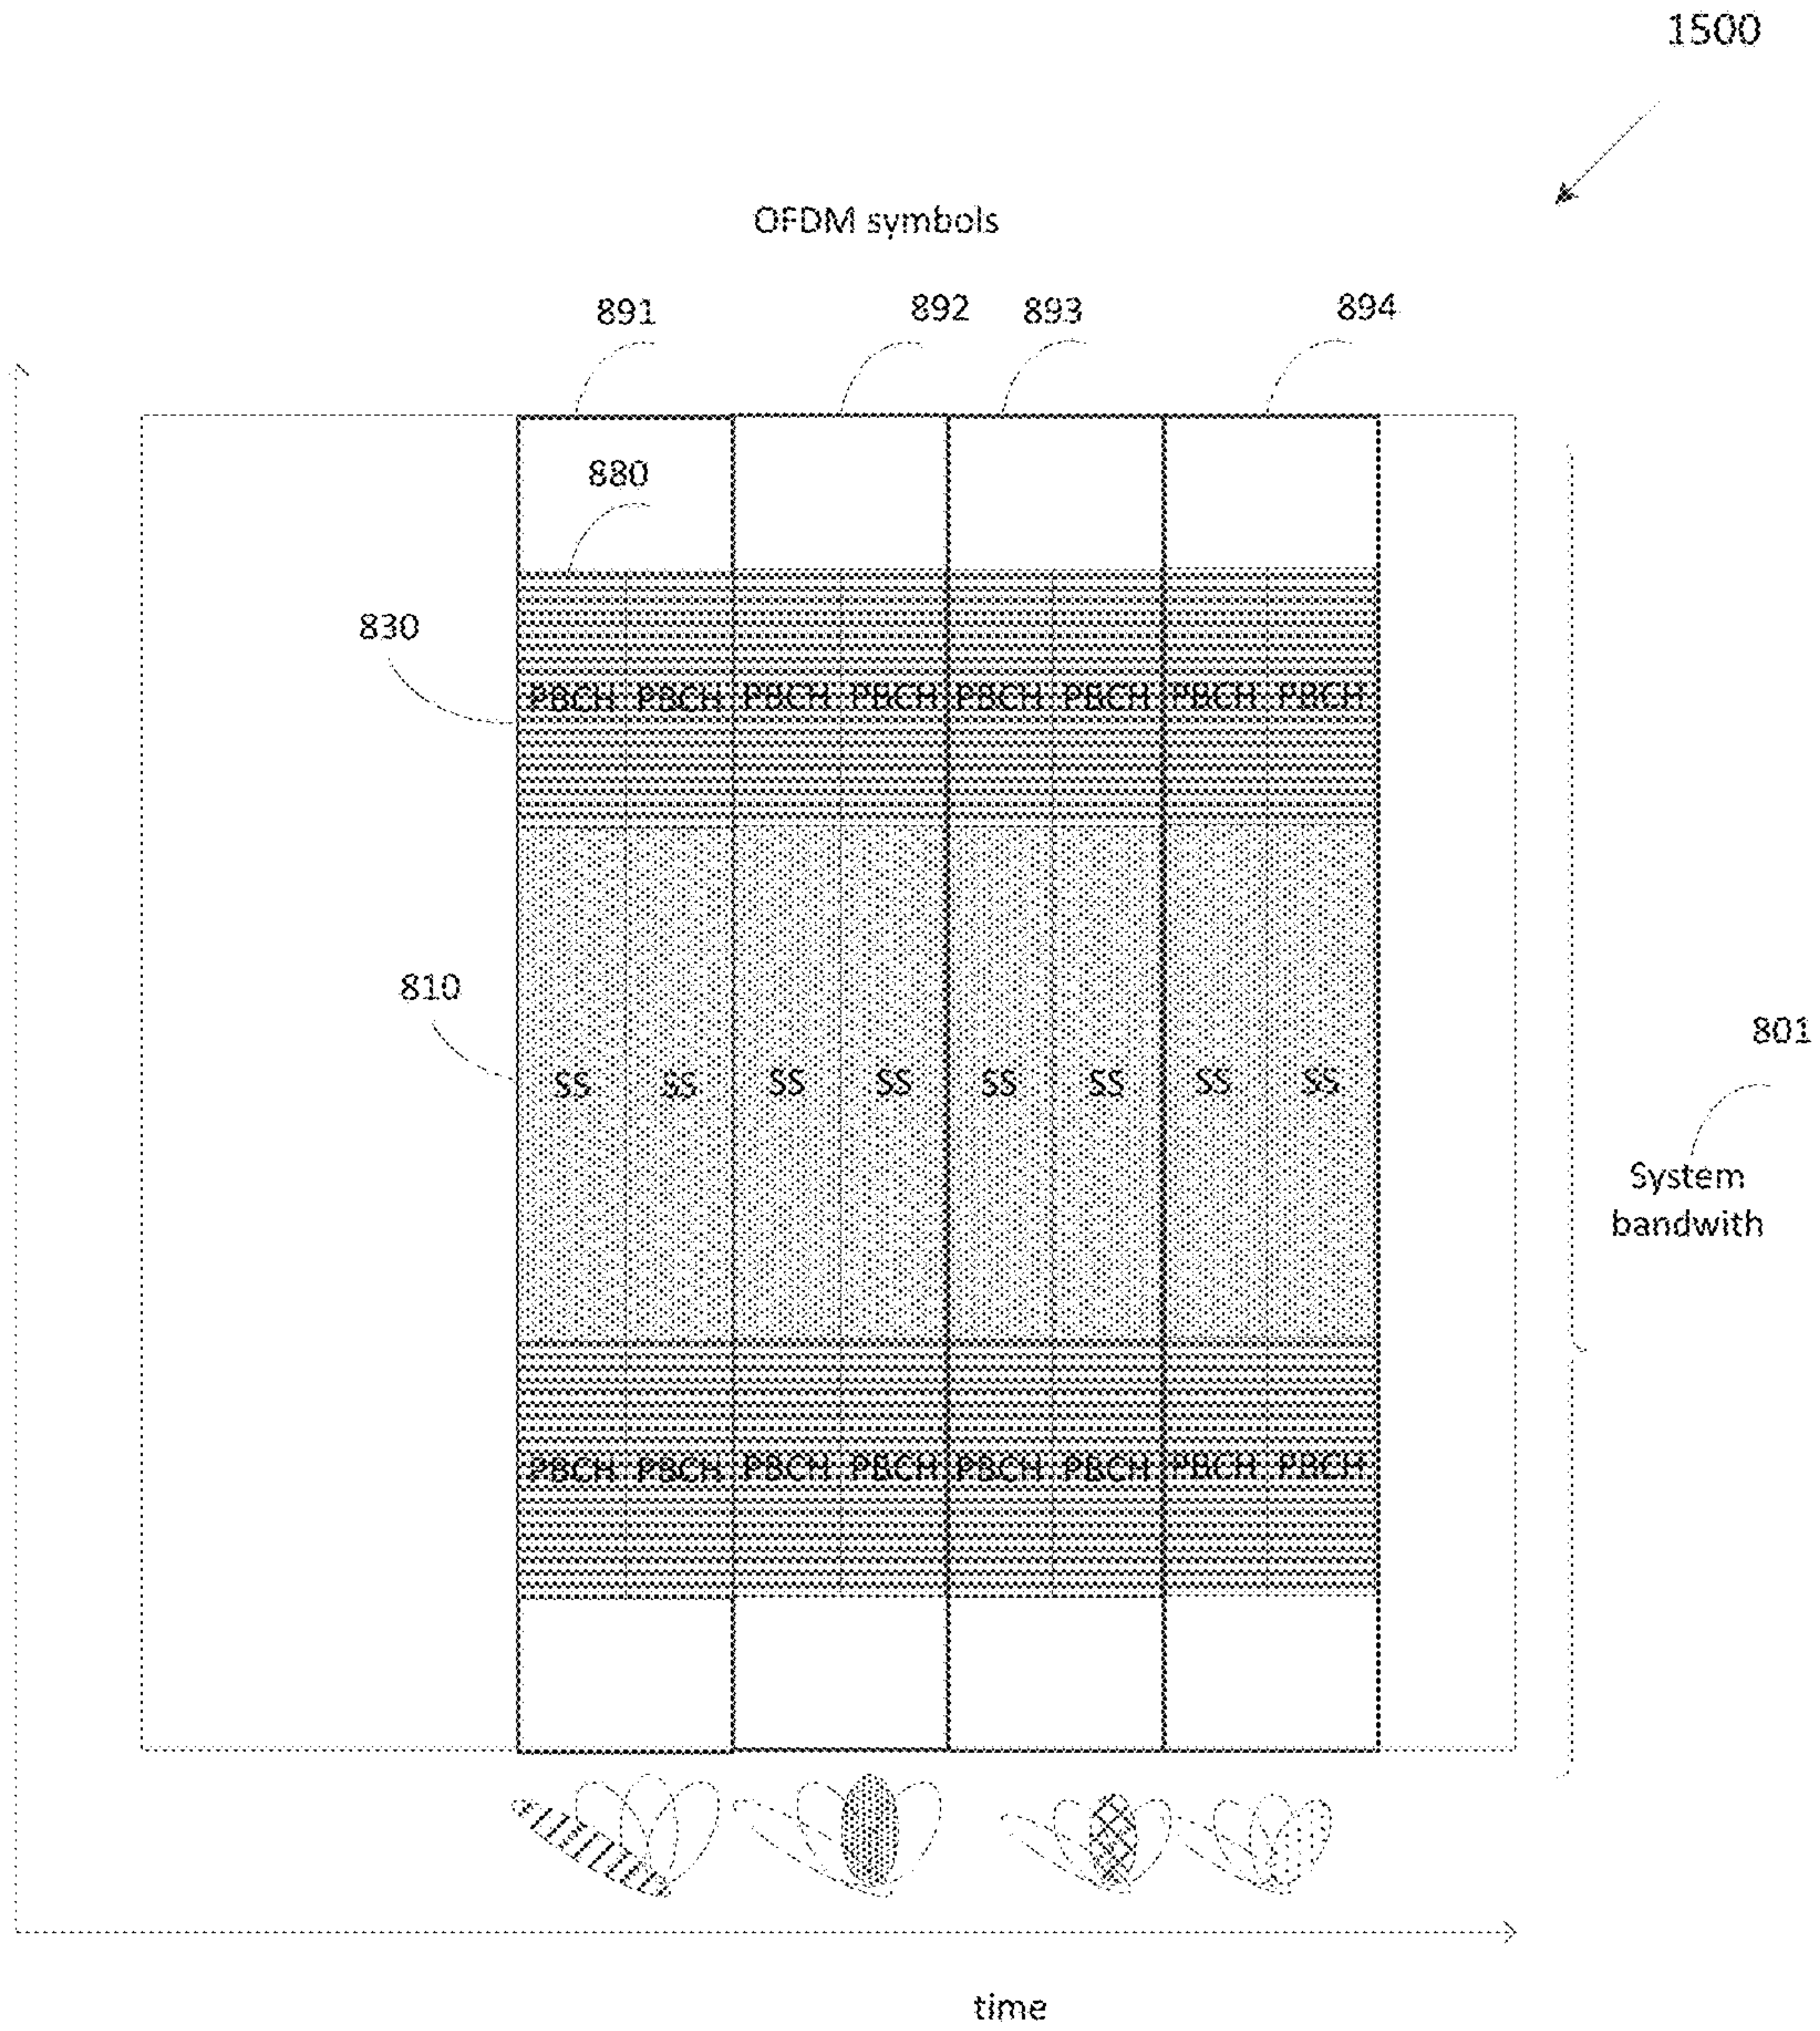 1500
OFDM symbols
891 892 893 894
880
830
PBCH PBCH PBCH PBCH PBCH PBCH PBCH PBCH
810
801
SS SS SS SS SS SS SS SS
System
bandwith
PBCH PBCH PBCH PBCH PBCH PBCH PBCH PBCH
time